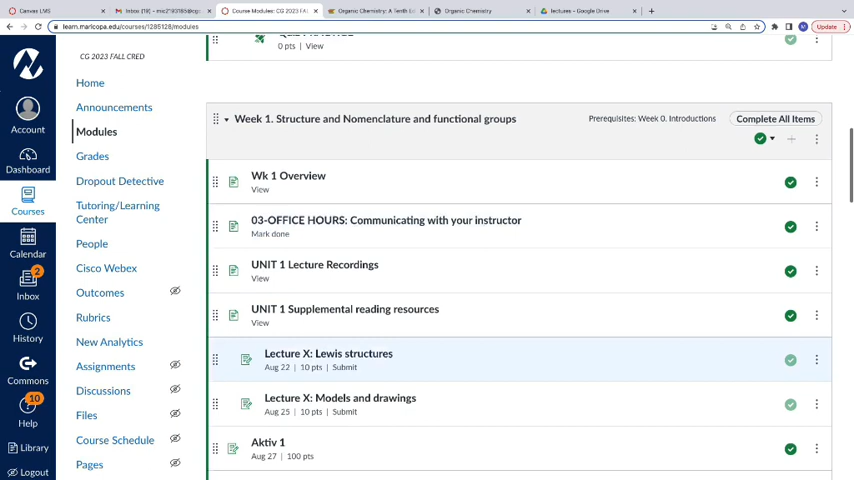 Canvas LMS
Course Modules: CG 2023 FALL
Organic Chemistry: A Tenth Ed
Organic Chemistry
lectures - Google Drive
learn.maricopa.edu/courses/1285128/modules
Update
CG 2023 FALL CRED
Home
Announcements
Modules
Grades
Dropout Detective
Tutoring/Learning
Center
People
Cisco Webex
Outcomes
Rubrics
New Analytics
Assignments
Discussions
Files
Course Schedule
Pages
Account
Dashboard
Courses
Calendar
2
Inbox
History
Commons
10
Help
Library
Logout
0 pts | View
Week 1. Structure and Nomenclature and functional groups
Prerequisites: Week 0. Introductions
Complete All Items
Wk 1 Overview
View
03-OFFICE HOURS: Communicating with your instructor
Mark done
UNIT 1 Lecture Recordings
View
UNIT 1 Supplemental reading resources
View
Lecture X: Lewis structures
Aug 22 | 10 pts | Submit
Lecture X: Models and drawings
Aug 25 | 10 pts | Submit
Aktiv 1
Aug 27 | 100 pts